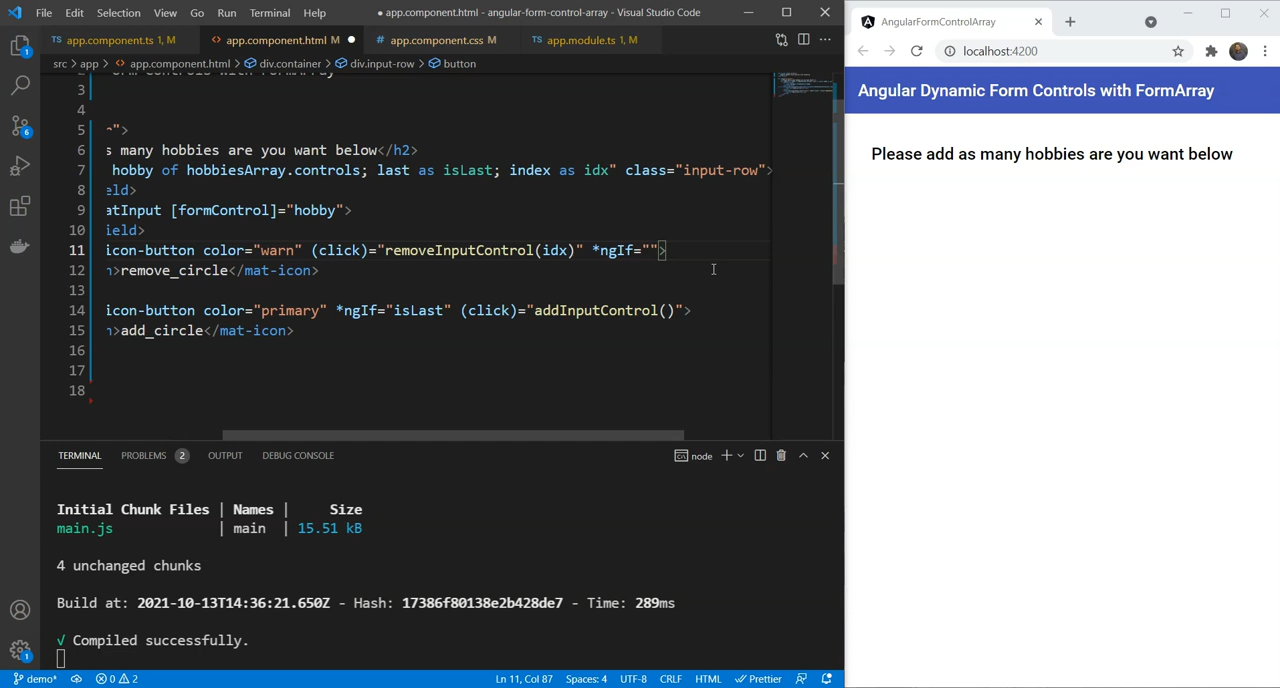 File Edit Selection View Go Run Terminal Help ● app.component.html - angular-form-control-array - Visual Studio Code
TS app.component.ts 1, M <> app.component.html M ● # app.component.css M TS app.module.ts 1, M
src > app > <> app.component.html > div.container > div.input-row > button
3
4
5 ">
6 s many hobbies are you want below</h2>
7 hobby of hobbiesArray.controls; last as isLast; index as idx" class="input-row">
8 eld>
9 atInput [formControl]="hobby">
10 ield>
11 icon-button color="warn" (click)="removeInputControl(idx)" *ngIf="">
12 n>remove_circle</mat-icon>
13
14 icon-button color="primary" *ngIf="isLast" (click)="addInputControl()">
15 n>add_circle</mat-icon>
16
17
18
TERMINAL PROBLEMS 2 OUTPUT DEBUG CONSOLE node
Initial Chunk Files | Names | Size
main.js | main | 15.51 kB
4 unchanged chunks
Build at: 2021-10-13T14:36:21.650Z - Hash: 17386f80138e2b428de7 - Time: 289ms
√ Compiled successfully.
demo* 0 2 Ln 11, Col 87 Spaces: 4 UTF-8 CRLF HTML Prettier
1
6
1
AngularFormControlArray
localhost:4200
Angular Dynamic Form Controls with FormArray
Please add as many hobbies are you want below